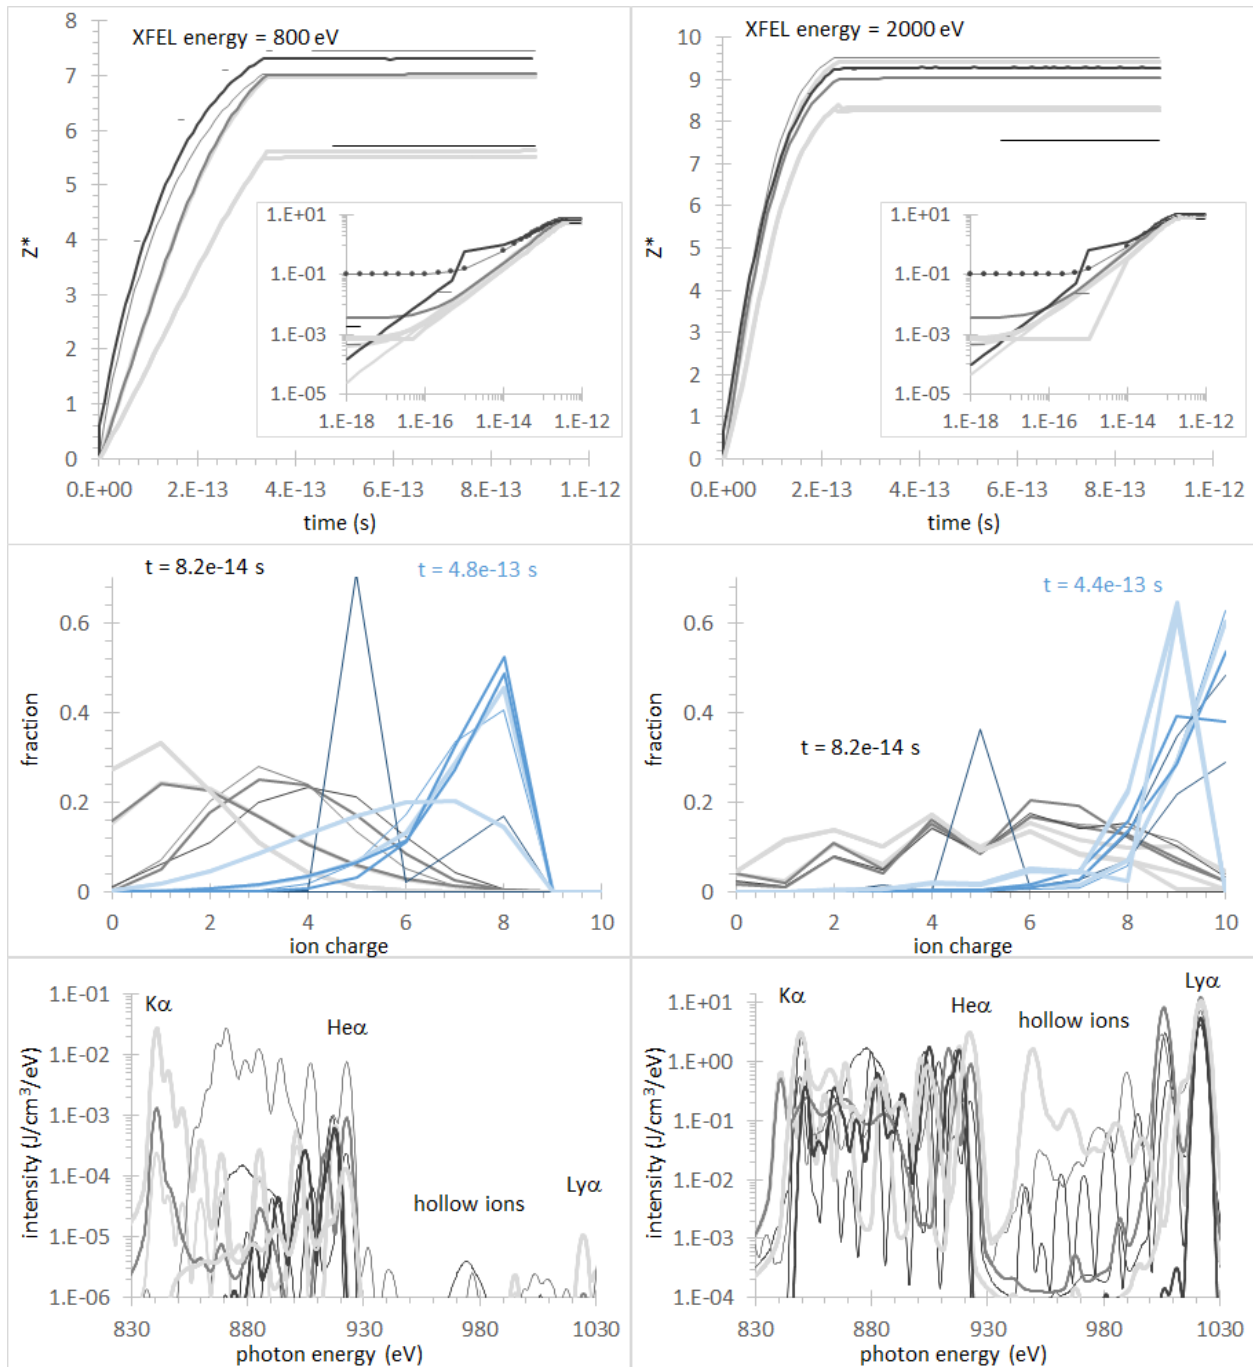 XFEL energy = 800 eV
8
7
6
5
4
3
2
1
0
Z*
1.E+01
1.E-01
1.E-03
1.E-05
1.E-18 1.E-16 1.E-14 1.E-12
0.E+00 2.E-13 4.E-13 6.E-13 8.E-13 1.E-12
time (s)
XFEL energy = 2000 eV
10
9
8
7
6
5
4
3
2
1
0
Z*
1.E+01
1.E-01
1.E-03
1.E-05
1.E-18 1.E-16 1.E-14 1.E-12
0.E+00 2.E-13 4.E-13 6.E-13 8.E-13 1.E-12
time (s)
t = 8.2e-14 s t = 4.8e-13 s
0.6
0.4
0.2
0
fraction
0 2 4 6 8 10
ion charge
t = 4.4e-13 s
t = 8.2e-14 s
0.6
0.4
0.2
0
fraction
0 2 4 6 8 10
ion charge
1.E-01
1.E-02
1.E-03
1.E-04
1.E-05
1.E-06
intensity (J/cm³/eV)
Kα
Heα
hollow ions
Lyα
830 880 930 980 1030
photon energy (eV)
1.E+01
1.E+00
1.E-01
1.E-02
1.E-03
1.E-04
intensity (J/cm³/eV)
Kα
Heα
hollow ions
Lyα
830 880 930 980 1030
photon energy (eV)